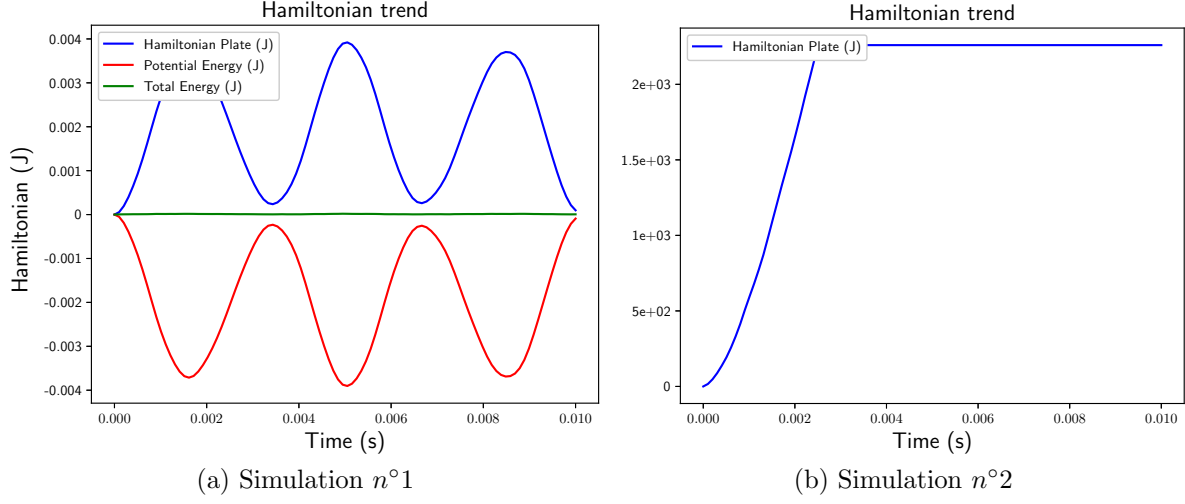 Hamiltonian trend
Hamiltonian Plate (J)
Potential Energy (J)
Total Energy (J)
Hamiltonian (J)
0.004
0.003
0.002
0.001
0
-0.001
-0.002
-0.003
-0.004
0.000 0.002 0.004 0.006 0.008 0.010
Time (s)
(a) Simulation n°1
Hamiltonian trend
Hamiltonian Plate (J)
2e+03
1.5e+03
1e+03
5e+02
0
0.000 0.002 0.004 0.006 0.008 0.010
Time (s)
(b) Simulation n°2